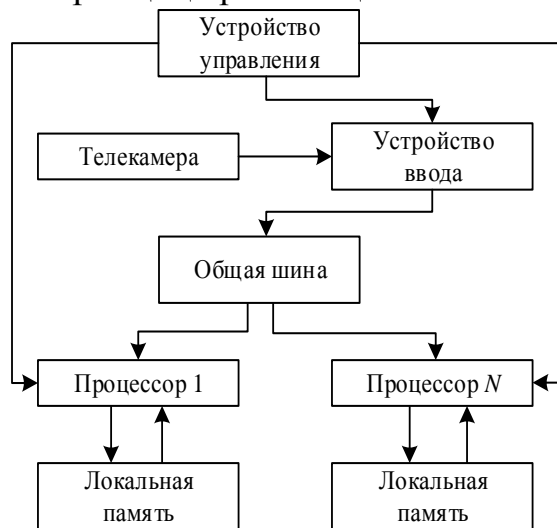 Устройство
управления
Телекамера
Устройство
ввода
Общая шина
Процессор 1
Процессор N
Локальная
память
Локальная
память